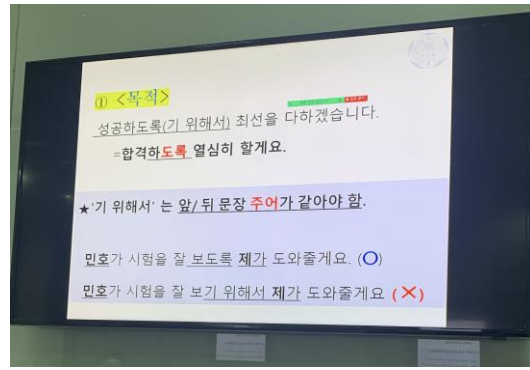 ① <목적>
성공하도록(기 위해서) 최선을 다하겠습니다.
=합격하도록 열심히 할게요.
★'기 위해서' 는 앞/ 뒤 문장 주어가 같아야 함.
민호가 시험을 잘 보도록 제가 도와줄게요. (O)
민호가 시험을 잘 보기 위해서 제가 도와줄게요 (✕)